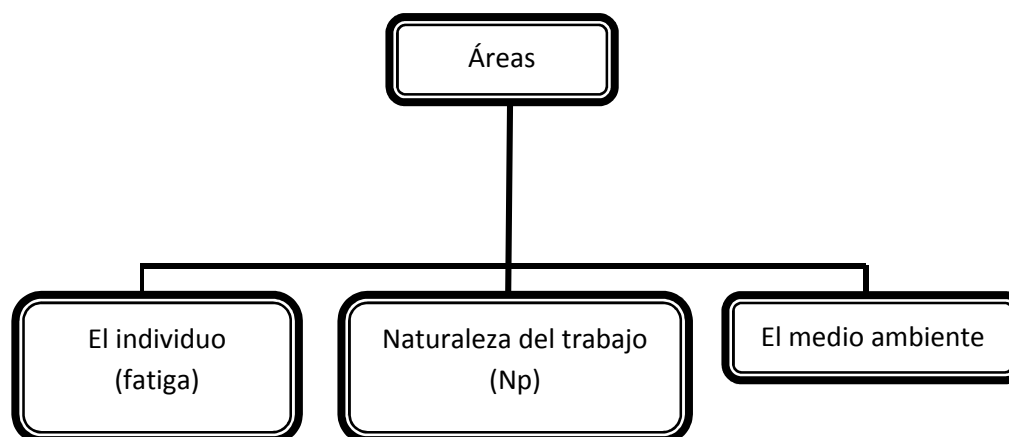 Áreas
El individuo
(fatiga)
Naturaleza del trabajo
(Np)
El medio ambiente